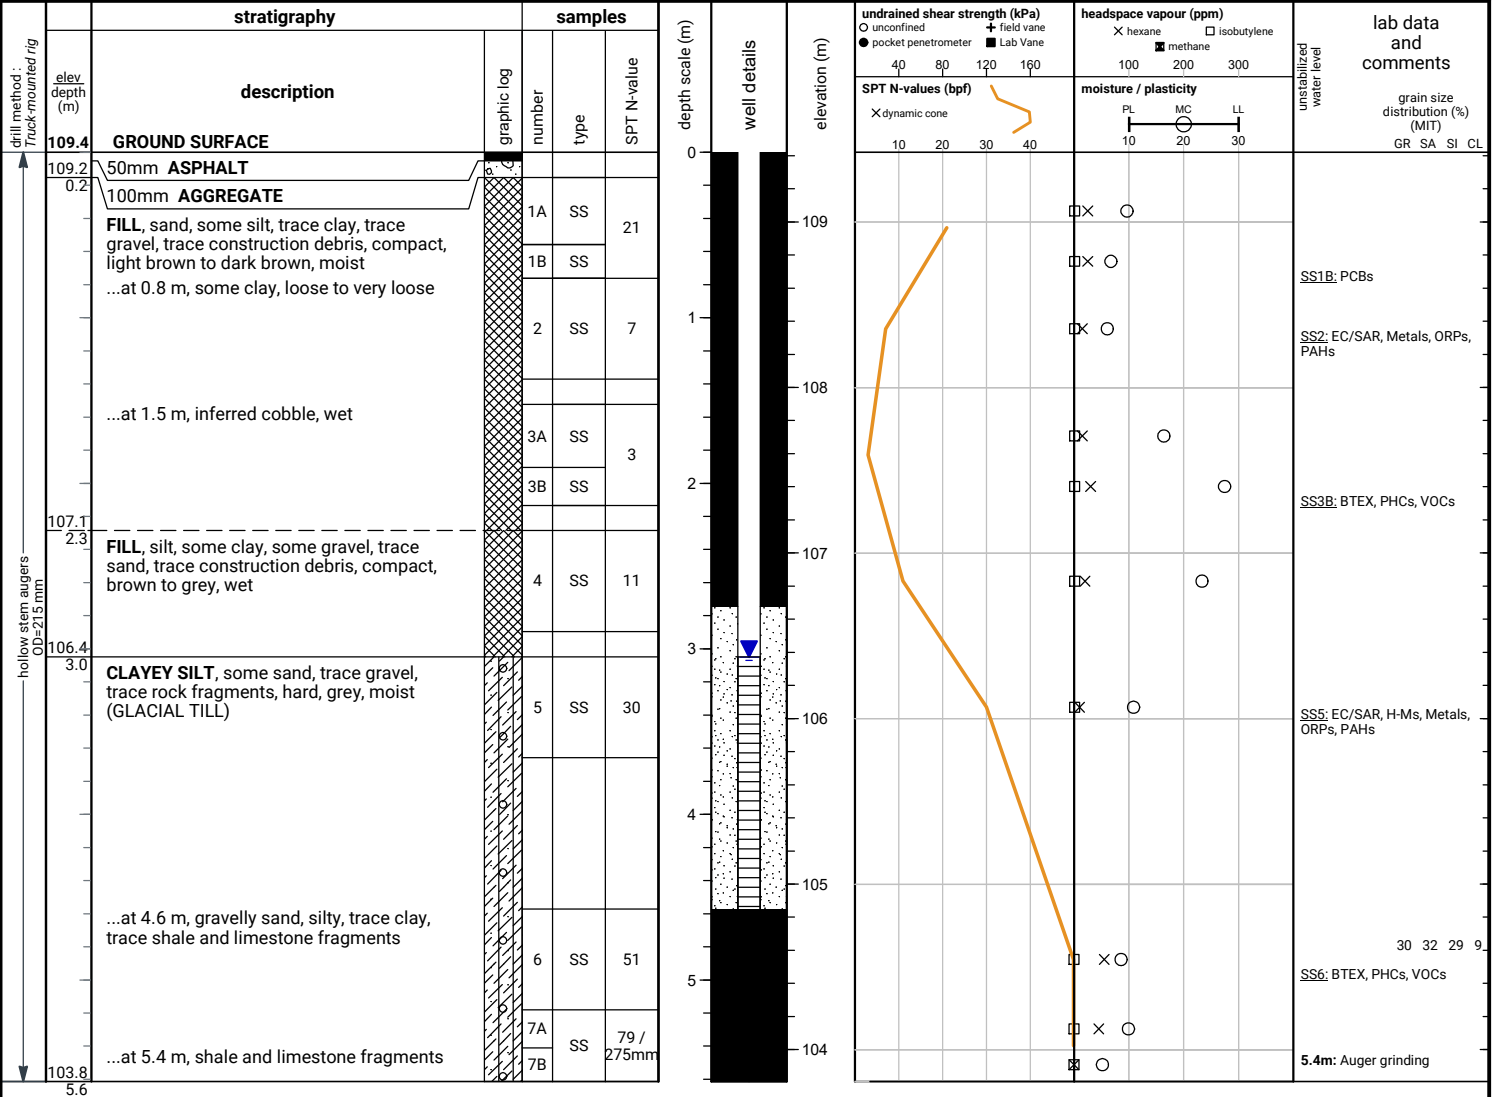 stratigraphy
samples
drill method :
Truck-mounted rig
elev
depth
(m)
description
graphic log
number
type
SPT N-value
depth scale (m)
well details
elevation (m)
undrained shear strength (kPa)
unconfined
field vane
pocket penetrometer
Lab Vane
40 80 120 160
SPT N-values (bpf)
dynamic cone
10 20 30 40
headspace vapour (ppm)
hexane
isobutylene
methane
100 200 300
moisture / plasticity
PL MC LL
10 20 30
unstabilized
water level
lab data
and
comments
grain size
distribution (%)
(MIT)
GR SA SI CL
109.4 GROUND SURFACE
109.2 50mm ASPHALT
0.2
100mm AGGREGATE
FILL, sand, some silt, trace clay, trace
gravel, trace construction debris, compact,
light brown to dark brown, moist
...at 0.8 m, some clay, loose to very loose
...at 1.5 m, inferred cobble, wet
107.1
2.3
FILL, silt, some clay, some gravel, trace
sand, trace construction debris, compact,
brown to grey, wet
106.4
3.0
CLAYEY SILT, some sand, trace gravel,
trace rock fragments, hard, grey, moist
(GLACIAL TILL)
...at 4.6 m, gravelly sand, silty, trace clay,
trace shale and limestone fragments
...at 5.4 m, shale and limestone fragments
103.8
5.6
hollow stem augers
OD=215 mm
1A SS 21
1B SS
2 SS 7
3A SS 3
3B SS
4 SS 11
5 SS 30
6 SS 51
7A SS 79 /
275mm
7B
0
1
2
3
4
5
109
108
107
106
105
104
SS1B: PCBs
SS2: EC/SAR, Metals, ORPs,
PAHs
SS3B: BTEX, PHCs, VOCs
SS5: EC/SAR, H-Ms, Metals,
ORPs, PAHs
30 32 29 9
SS6: BTEX, PHCs, VOCs
5.4m: Auger grinding